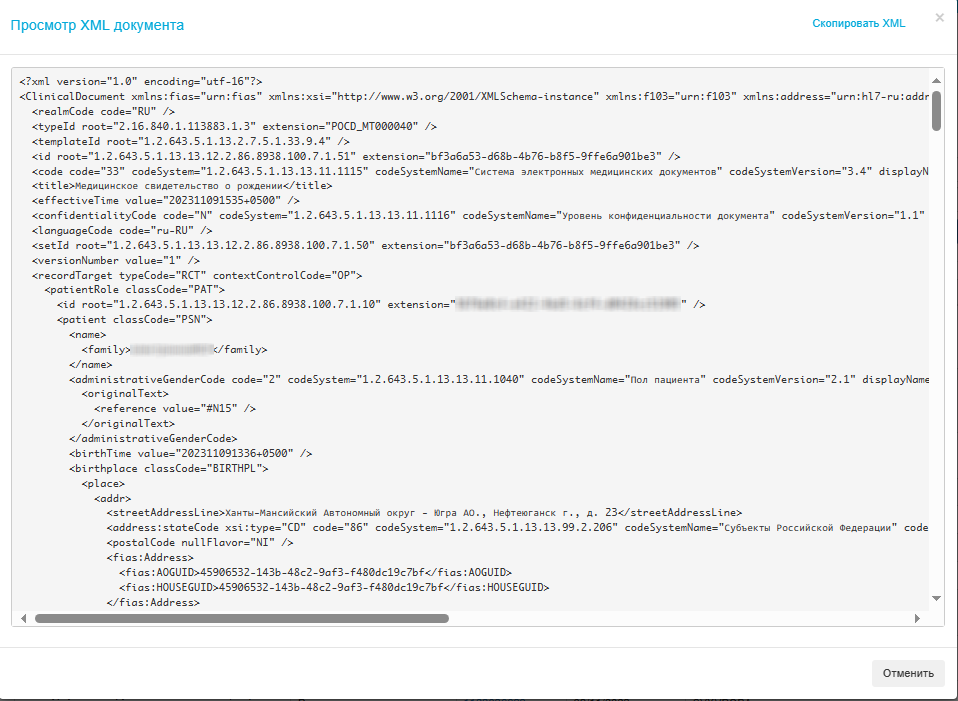 Просмотр XML документа
Скопировать XML
×
<?xml version="1.0" encoding="utf-16"?>
<ClinicalDocument xmlns:fias="urn:fias" xmlns:xsi="http://www.w3.org/2001/XMLSchema-instance" xmlns:f103="urn:f103" xmlns:address="urn:hl7-ru:addr
<realmCode code="RU" />
<typeId root="2.16.840.1.113883.1.3" extension="POCD_MT000040" />
<templateId root="1.2.643.5.1.13.2.7.5.1.33.9.4" />
<id root="1.2.643.5.1.13.13.12.2.86.8938.100.7.1.51" extension="bf3a6a53-d68b-4b76-b8f5-9ffe6a901be3" />
<code code="33" codeSystem="1.2.643.5.1.13.13.11.1115" codeSystemName="Система электронных медицинских документов" codeSystemVersion="3.4" displayN
<title>Медицинское свидетельство о рождении</title>
<effectiveTime value="202311091535+0500" />
<confidentialityCode code="N" codeSystem="1.2.643.5.1.13.13.11.1116" codeSystemName="Уровень конфиденциальности документа" codeSystemVersion="1.1"
<languageCode code="ru-RU" />
<setId root="1.2.643.5.1.13.13.12.2.86.8938.100.7.1.50" extension="bf3a6a53-d68b-4b76-b8f5-9ffe6a901be3" />
<versionNumber value="1" />
<recordTarget typeCode="RCT" contextControlCode="OP">
<patientRole classCode="PAT">
<id root="1.2.643.5.1.13.13.12.2.86.8938.100.7.1.10" extension=" " />
<patient classCode="PSN">
<name>
<family></family>
</name>
<administrativeGenderCode code="2" codeSystem="1.2.643.5.1.13.13.11.1040" codeSystemName="Пол пациента" codeSystemVersion="2.1" displayName
<originalText>
<reference value="#N15" />
</originalText>
</administrativeGenderCode>
<birthTime value="202311091336+0500" />
<birthplace classCode="BIRTHPL">
<place>
<addr>
<streetAddressLine>Ханты-Мансийский Автономный округ - Югра АО., Нефтеюганск г., д. 23</streetAddressLine>
<address:stateCode xsi:type="CD" code="86" codeSystem="1.2.643.5.1.13.13.99.2.206" codeSystemName="Субъекты Российской Федерации" code
<postalCode nullFlavor="NI" />
<fias:Address>
<fias:AOGUID>45906532-143b-48c2-9af3-f480dc19c7bf</fias:AOGUID>
<fias:HOUSEGUID>45906532-143b-48c2-9af3-f480dc19c7bf</fias:HOUSEGUID>
</fias:Address>
Отменить